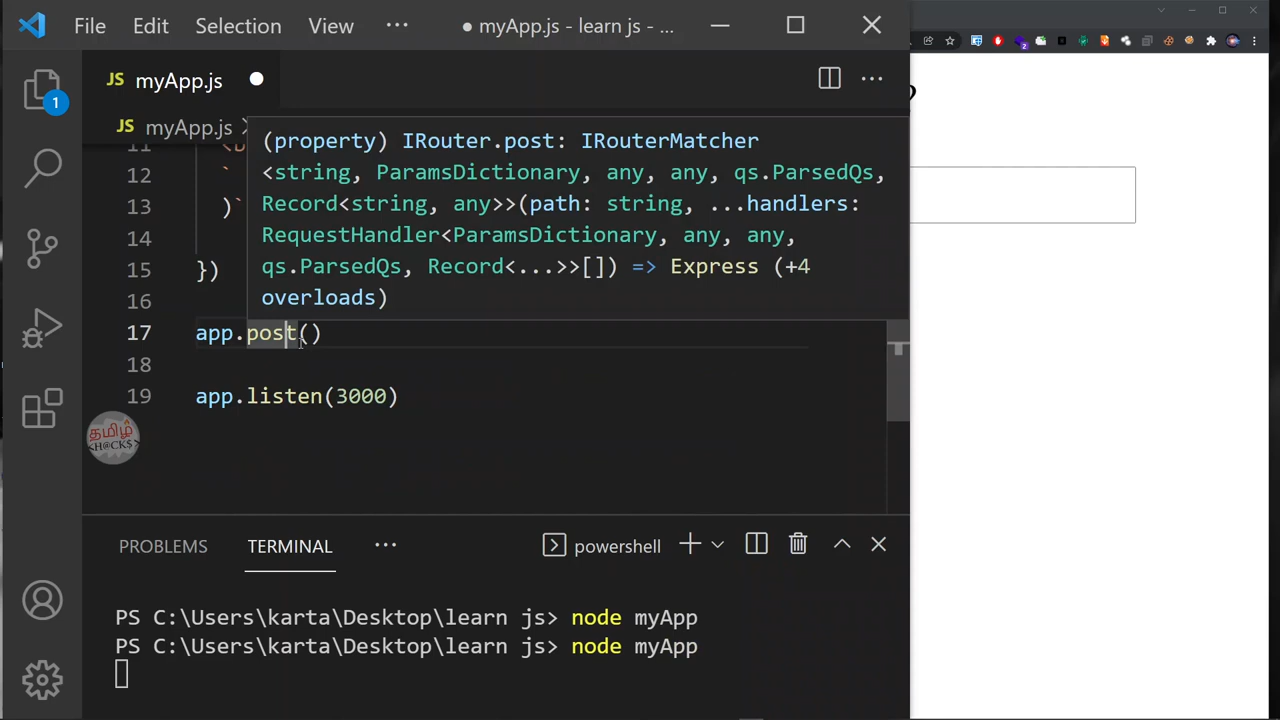 File Edit Selection View ··· ● myApp.js - learn js - ...
JS myApp.js ●
JS myApp.js >
(property) IRouter.post: IRouterMatcher
<string, ParamsDictionary, any, any, qs.ParsedQs,
Record<string, any>>(path: string, ...handlers:
RequestHandler<ParamsDictionary, any, any,
qs.ParsedQs, Record<...>>[]) => Express (+4
overloads)
11 <b
12 `
13 )`
14
15 })
16
17 app.post()
18
19 app.listen(3000)
1
தமிழ்
<H@CK$>
PROBLEMS TERMINAL ··· powershell
PS C:\Users\karta\Desktop\learn js> node myApp
PS C:\Users\karta\Desktop\learn js> node myApp